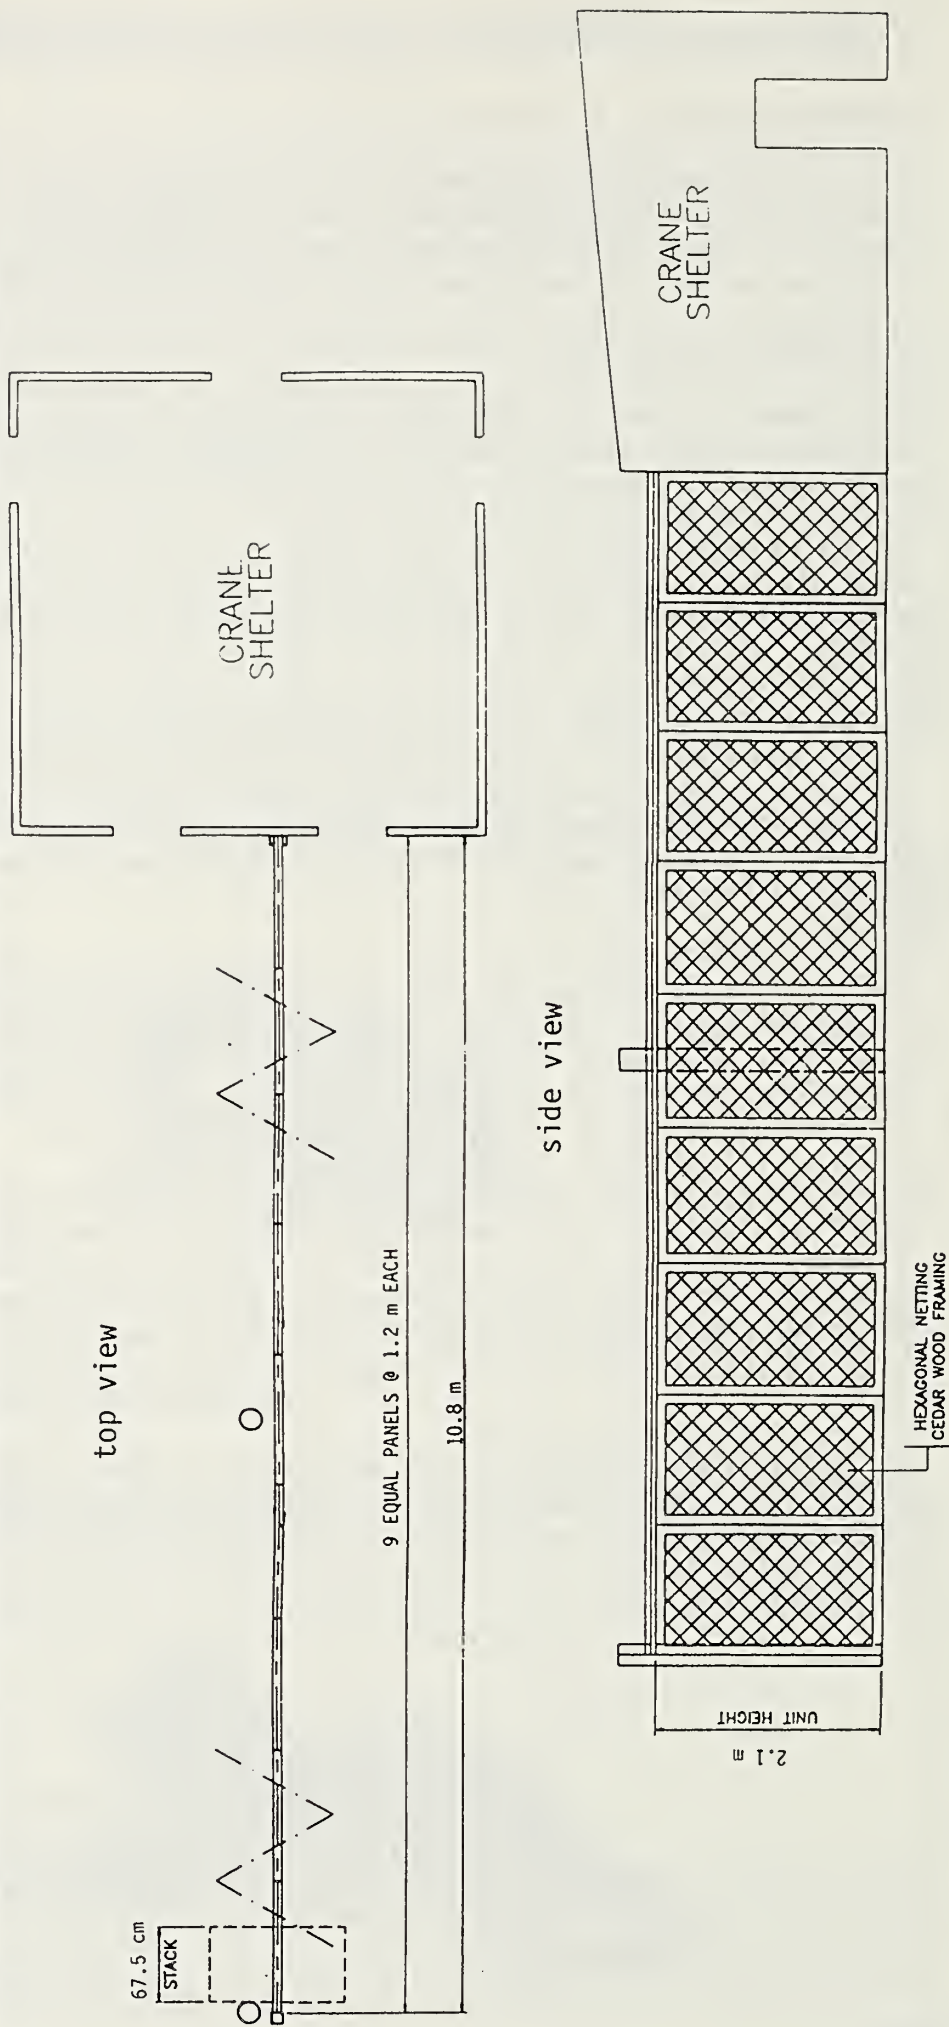 top view
CRANE
SHELTER
67.5 cm
STACK
9 EQUAL PANELS @ 1.2 m EACH
10.8 m
side view
CRANE
SHELTER
2.1 m
UNIT HEIGHT
HEXAGONAL NETTING
CEDAR WOOD FRAMING